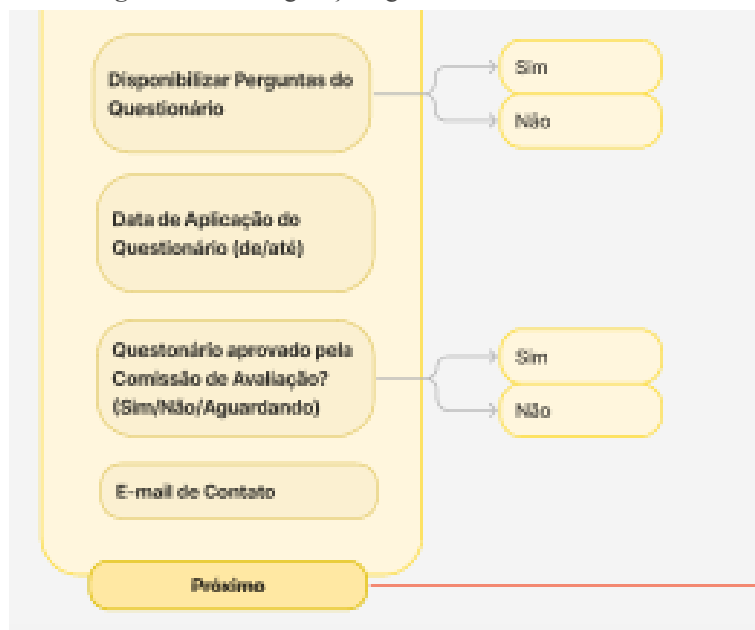 Disponibilizar Perguntas do
Questionário
Sim
Não
Data de Aplicação do
Questionário (de/até)
Questonário aprovado pela
Comissão de Avaliação?
(Sim/Não/Aguardando)
Sim
Não
E-mail de Contato
Próximo